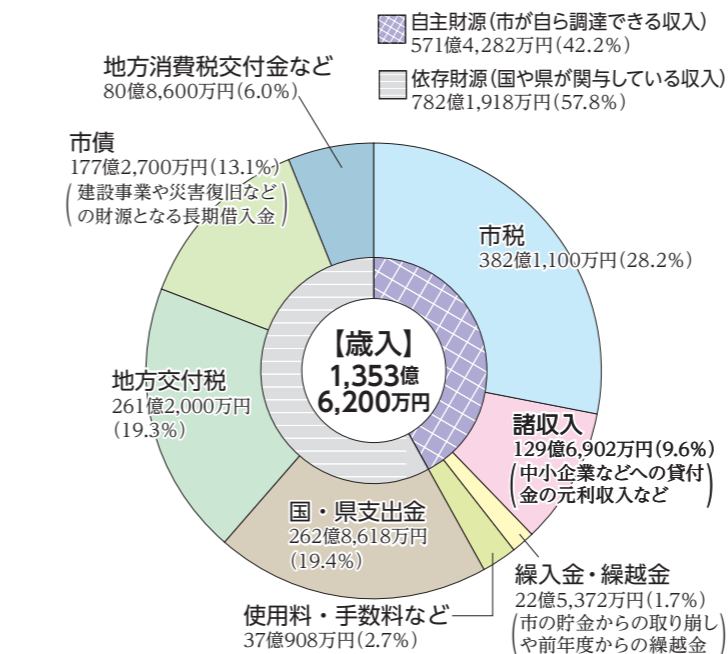 自主財源(市が自ら調達できる収入)
571億4,282万円(42.2%)
依存財源(国や県が関与している収入)
782億1,918万円(57.8%)
地方消費税交付金など
80億8,600万円(6.0%)
市債
177億2,700万円(13.1%)
(建設事業や災害復旧など
の財源となる長期借入金)
市税
382億1,100万円(28.2%)
【歳入】
1,353億
6,200万円
地方交付税
261億2,000万円
(19.3%)
諸収入
129億6,902万円(9.6%)
(中小企業などへの貸付
金の元利収入など)
国・県支出金
262億8,618万円
(19.4%)
繰入金・繰越金
22億5,372万円(1.7%)
(市の貯金からの取り崩し
や前年度からの繰越金)
使用料・手数料など
37億908万円(2.7%)